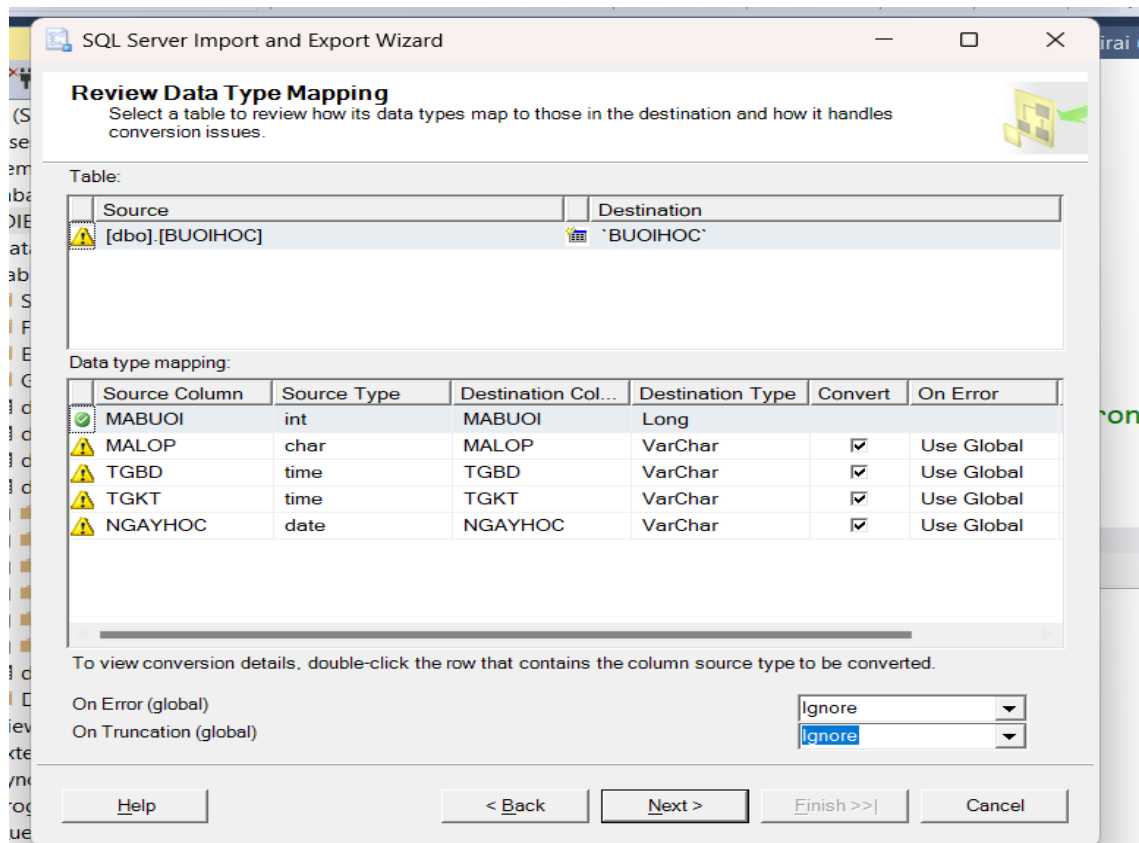 SQL Server Import and Export Wizard
irai
Review Data Type Mapping
Select a table to review how its data types map to those in the destination and how it handles
conversion issues.
Table:
Source Destination
[dbo].[BUOIHOC] `BUOIHOC`
Data type mapping:
Source Column Source Type Destination Col... Destination Type Convert On Error
MABUOI int MABUOI Long
MALOP char MALOP VarChar Use Global
TGBD time TGBD VarChar Use Global
TGKT time TGKT VarChar Use Global
NGAYHOC date NGAYHOC VarChar Use Global
To view conversion details, double-click the row that contains the column source type to be converted.
On Error (global) Ignore
On Truncation (global) Ignore
Help < Back Next > Finish >>| Cancel